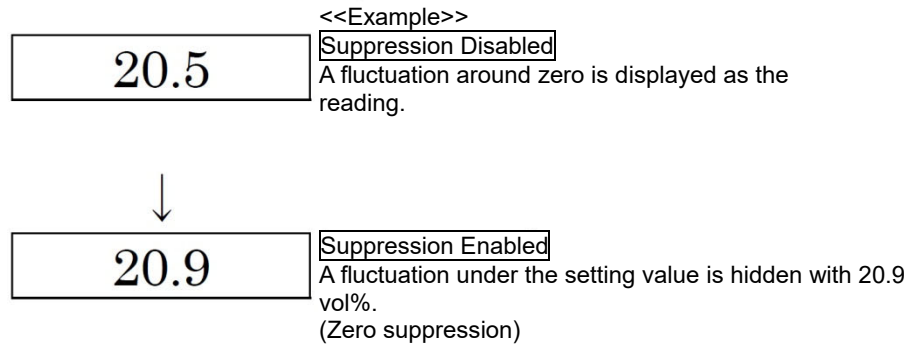 <<Example>>
Suppression Disabled
20.5
A fluctuation around zero is displayed as the
reading.
↓
Suppression Enabled
20.9
A fluctuation under the setting value is hidden with 20.9
vol%.
(Zero suppression)